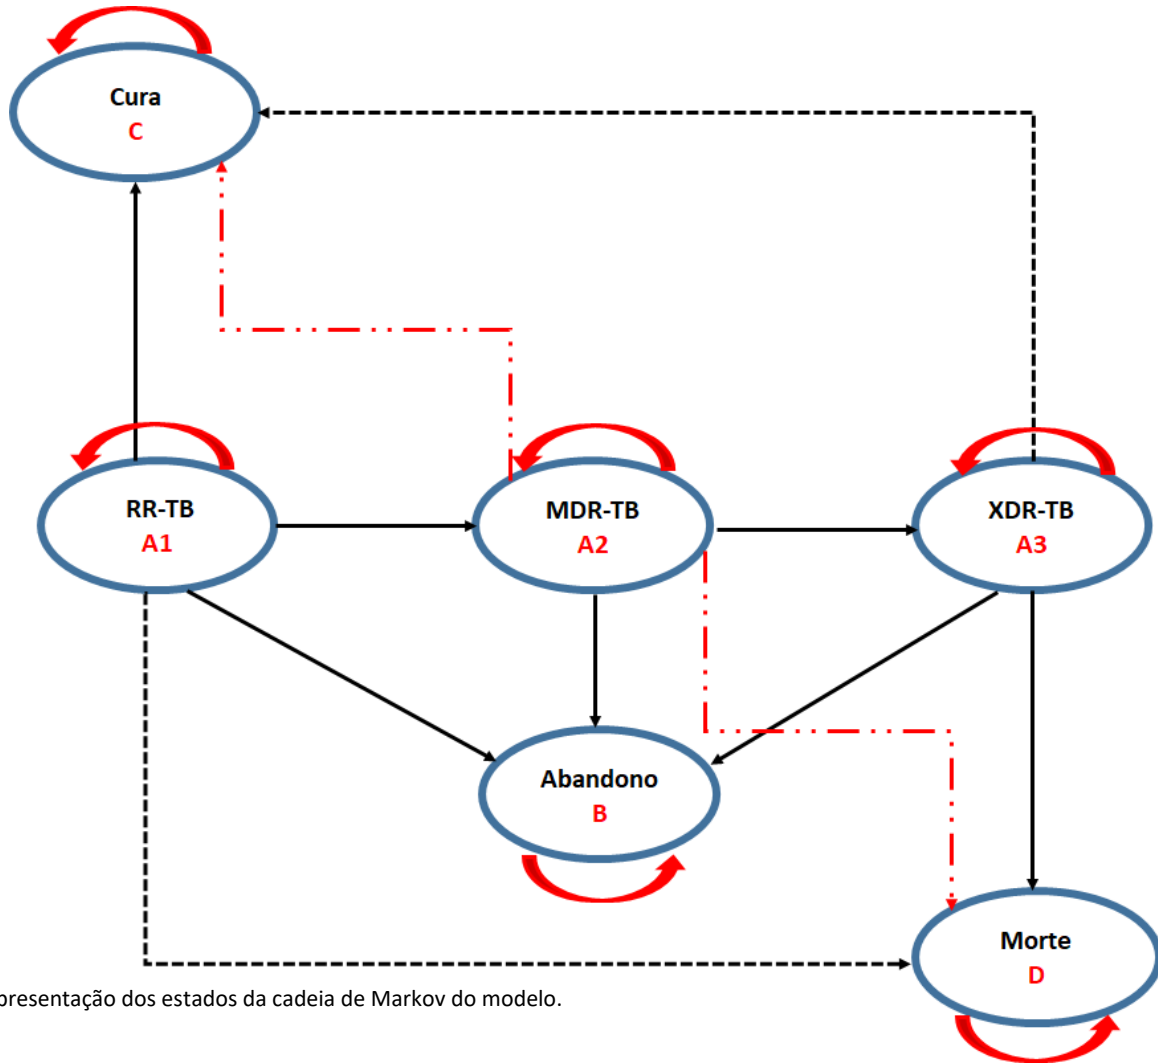 Cura
C
RR-TB
A1
MDR-TB
A2
XDR-TB
A3
Abandono
B
Morte
D
presentação dos estados da cadeia de Markov do modelo.